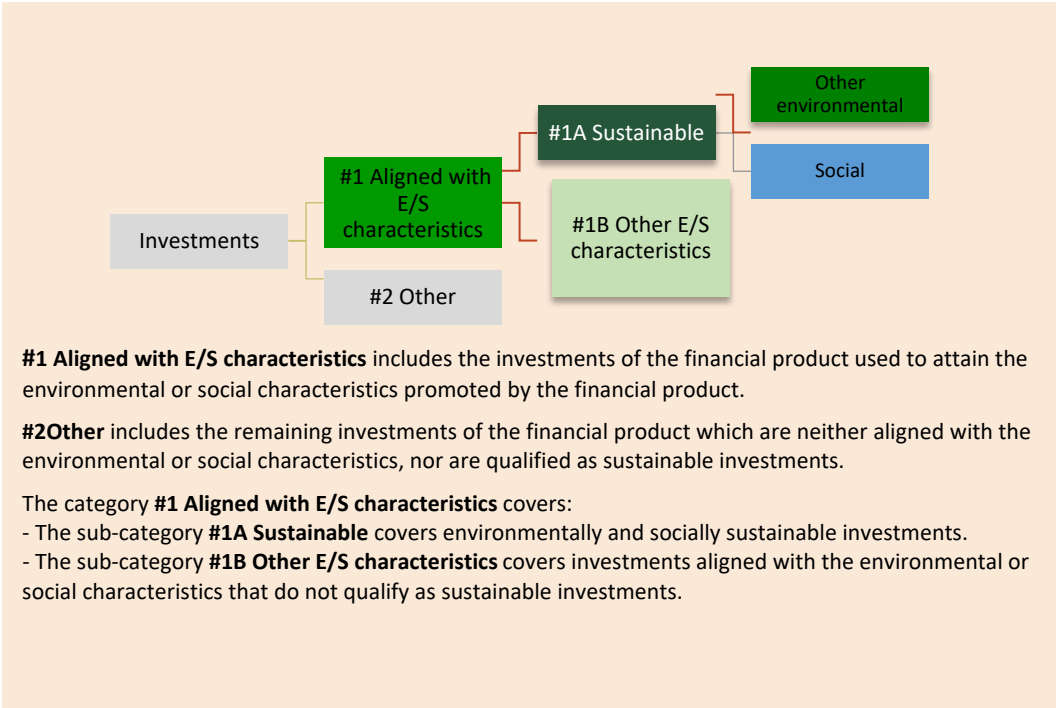 Other
environmental
#1A Sustainable
Social
#1 Aligned with
E/S
characteristics
#1B Other E/S
characteristics
Investments
#2 Other
#1 Aligned with E/S characteristics includes the investments of the financial product used to attain the
environmental or social characteristics promoted by the financial product.
#2Other includes the remaining investments of the financial product which are neither aligned with the
environmental or social characteristics, nor are qualified as sustainable investments.
The category #1 Aligned with E/S characteristics covers:
- The sub-category #1A Sustainable covers environmentally and socially sustainable investments.
- The sub-category #1B Other E/S characteristics covers investments aligned with the environmental or
social characteristics that do not qualify as sustainable investments.